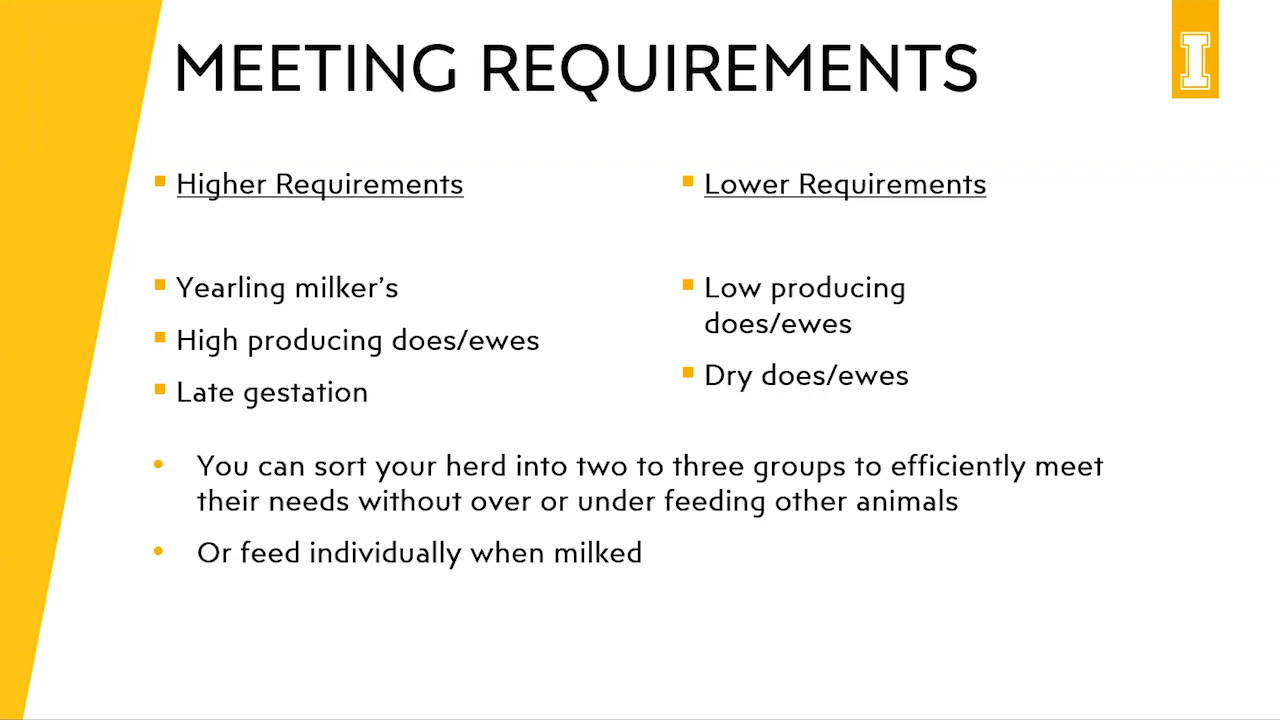 MEETING REQUIREMENTS
I
Higher Requirements
Yearling milker’s
High producing does/ewes
Late gestation
Lower Requirements
Low producing
does/ewes
Dry does/ewes
You can sort your herd into two to three groups to efficiently meet
their needs without over or under feeding other animals
Or feed individually when milked